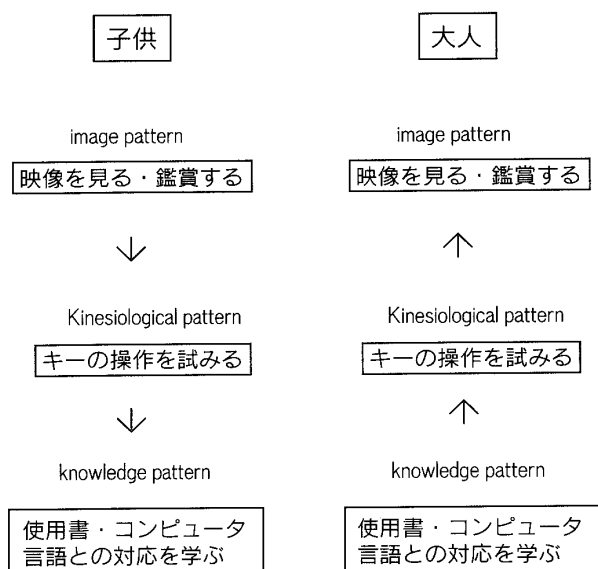 子供
image pattern
映像を見る・鑑賞する
↓
Kinesiological pattern
キーの操作を試みる
↓
knowledge pattern
使用書・コンピュータ
言語との対応を学ぶ
大人
image pattern
映像を見る・鑑賞する
↑
Kinesiological pattern
キーの操作を試みる
↑
knowledge pattern
使用書・コンピュータ
言語との対応を学ぶ